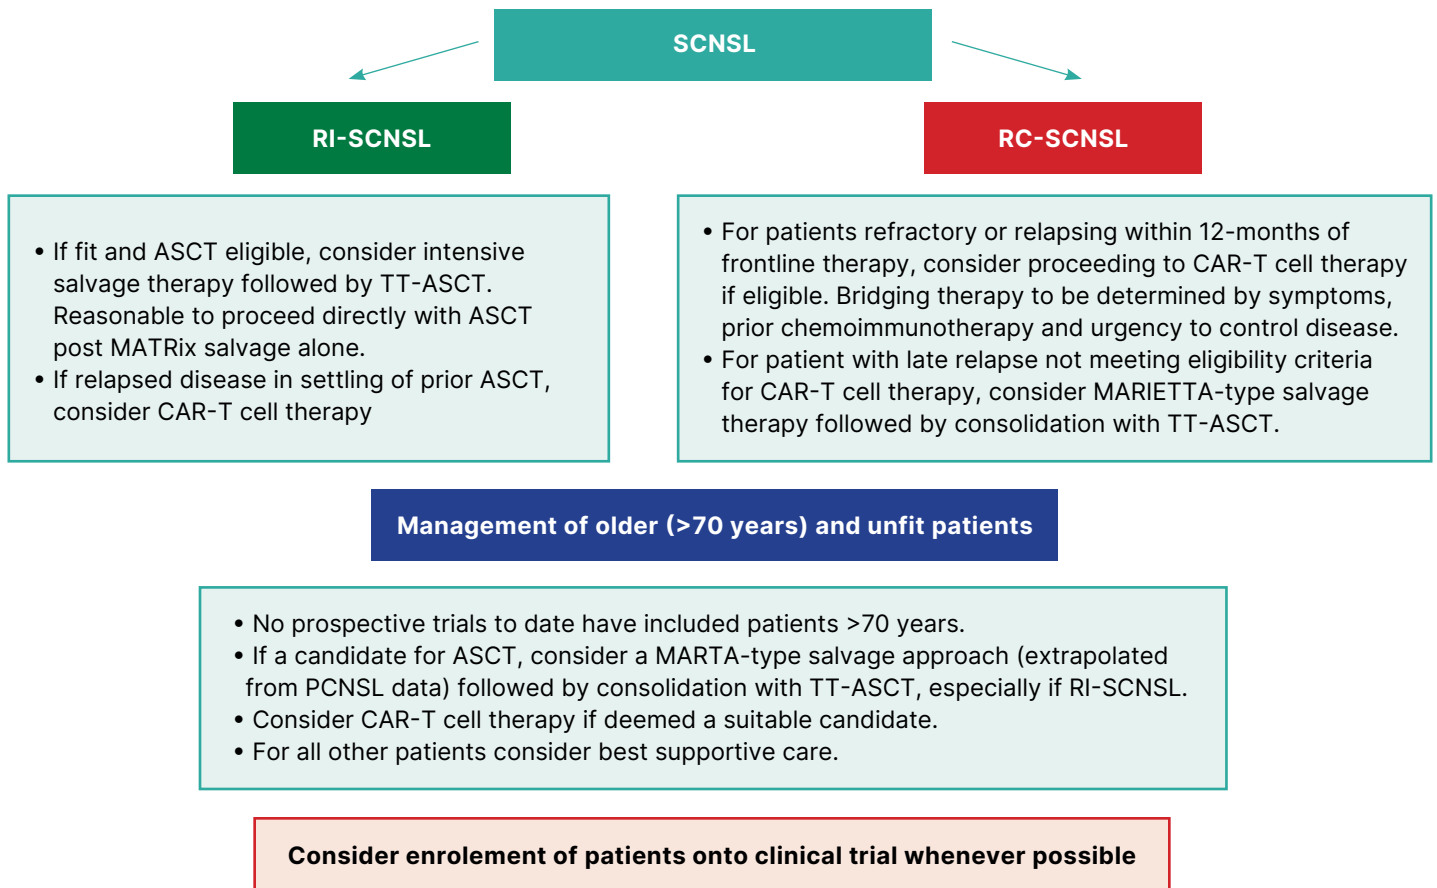 SCNSL
RI-SCNSL
RC-SCNSL
• If fit and ASCT eligible, consider intensive
salvage therapy followed by TT-ASCT.
Reasonable to proceed directly with ASCT
post MATRix salvage alone.
• If relapsed disease in settling of prior ASCT,
consider CAR-T cell therapy
• For patients refractory or relapsing within 12-months of
frontline therapy, consider proceeding to CAR-T cell therapy
if eligible. Bridging therapy to be determined by symptoms,
prior chemoimmunotherapy and urgency to control disease.
• For patient with late relapse not meeting eligibility criteria
for CAR-T cell therapy, consider MARIETTA-type salvage
therapy followed by consolidation with TT-ASCT.
Management of older (>70 years) and unfit patients
• No prospective trials to date have included patients >70 years.
• If a candidate for ASCT, consider a MARTA-type salvage approach (extrapolated
from PCNSL data) followed by consolidation with TT-ASCT, especially if RI-SCNSL.
• Consider CAR-T cell therapy if deemed a suitable candidate.
• For all other patients consider best supportive care.
Consider enrolement of patients onto clinical trial whenever possible